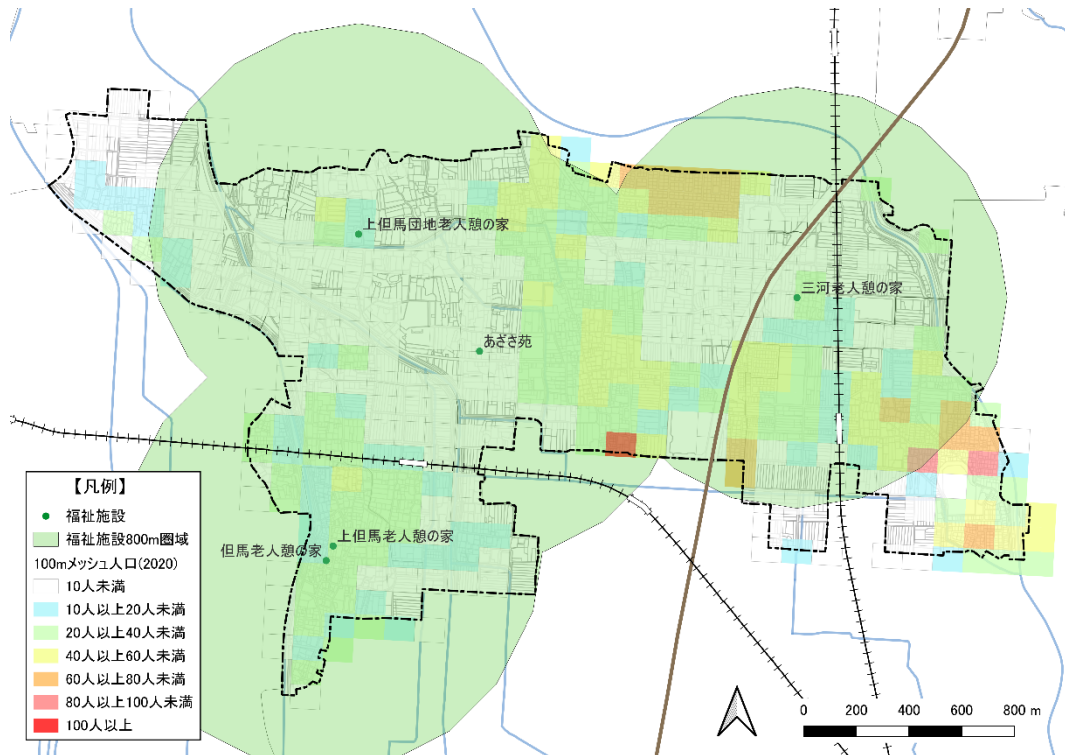 上但馬団地老人憩の家
三河老人憩の家
あざさ苑
上但馬老人憩の家
但馬老人憩の家
【凡例】
福祉施設
福祉施設800m圏域
100mメッシュ人口(2020)
10人未満
10人以上20人未満
20人以上40人未満
40人以上60人未満
60人以上80人未満
80人以上100人未満
100人以上
0 200 400 600 800 m